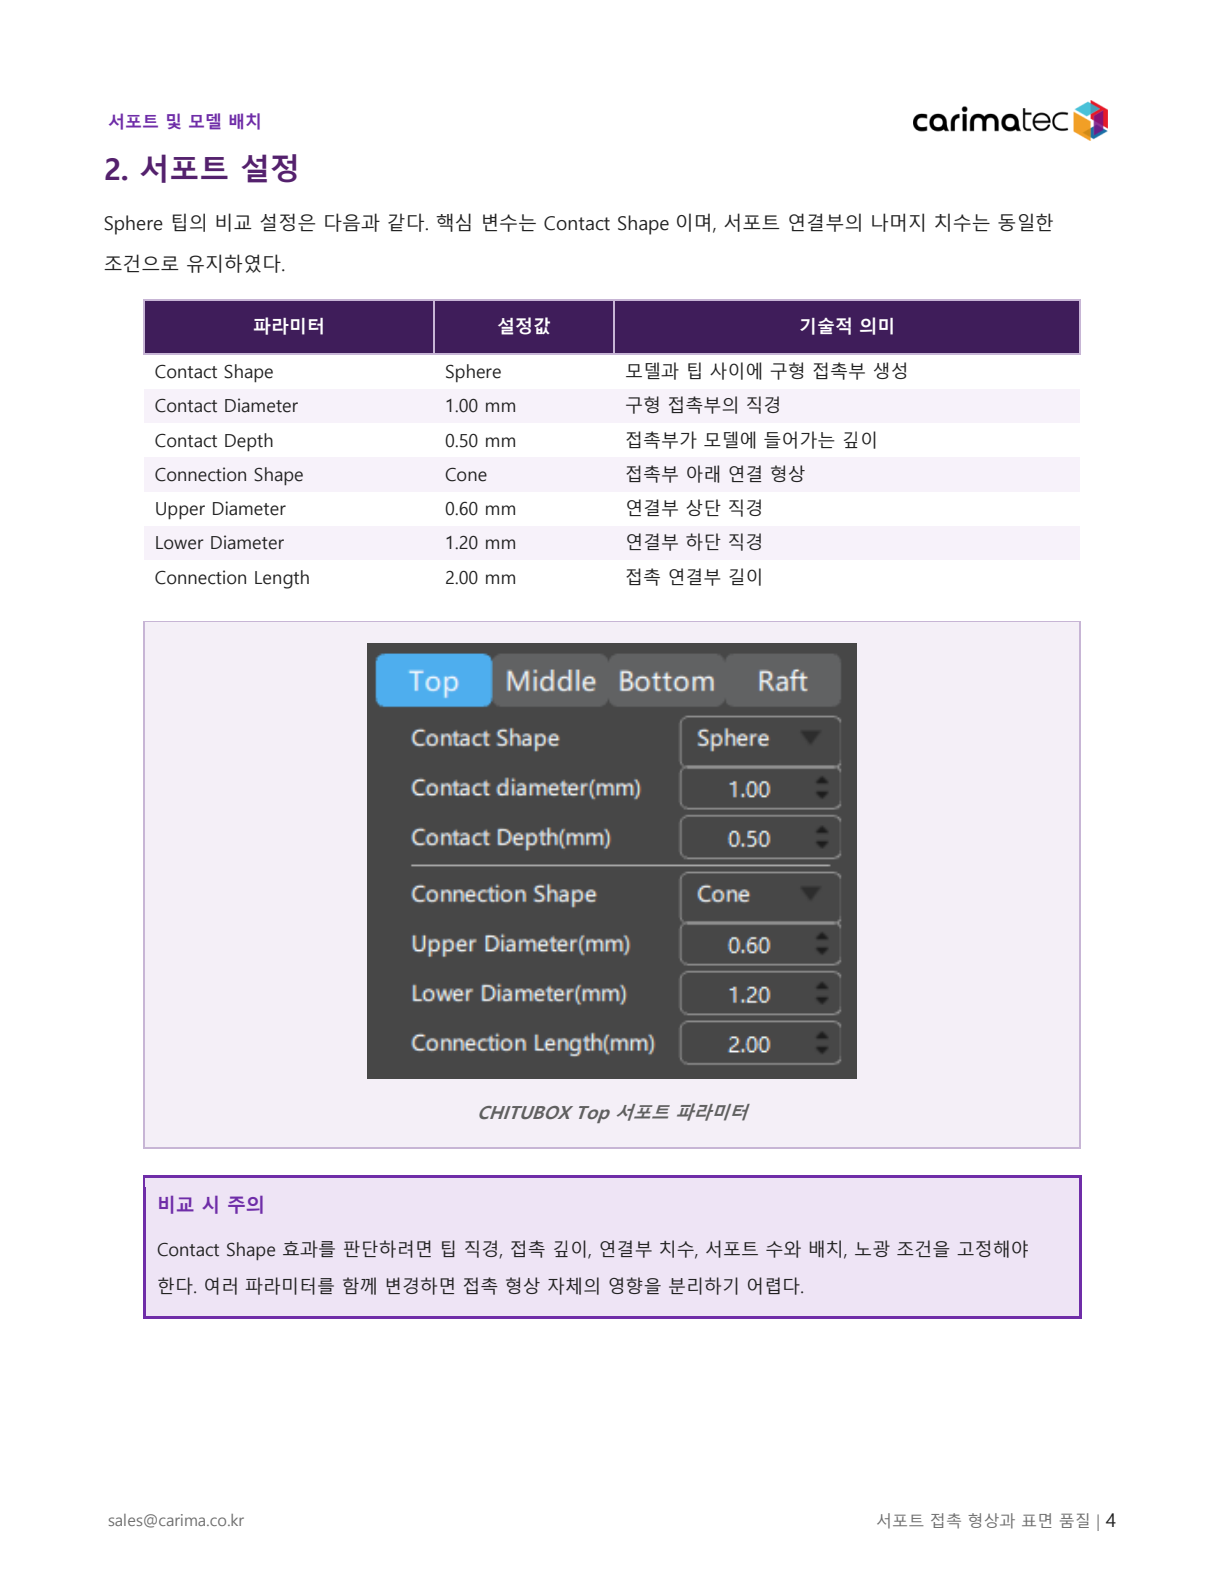 서포트 및 모델 배치
carimatec
2. 서포트 설정
Sphere 팁의 비교 설정은 다음과 같다. 핵심 변수는 Contact Shape 이며, 서포트 연결부의 나머지 치수는 동일한
조건으로 유지하였다.
파라미터 설정값 기술적 의미
Contact Shape Sphere 모델과 팁 사이에 구형 접촉부 생성
Contact Diameter 1.00 mm 구형 접촉부의 직경
Contact Depth 0.50 mm 접촉부가 모델에 들어가는 깊이
Connection Shape Cone 접촉부 아래 연결 형상
Upper Diameter 0.60 mm 연결부 상단 직경
Lower Diameter 1.20 mm 연결부 하단 직경
Connection Length 2.00 mm 접촉 연결부 길이
Top Middle Bottom Raft
Contact Shape Sphere
Contact diameter(mm) 1.00
Contact Depth(mm) 0.50
Connection Shape Cone
Upper Diameter(mm) 0.60
Lower Diameter(mm) 1.20
Connection Length(mm) 2.00
CHITUBOX Top 서포트 파라미터
비교 시 주의
Contact Shape 효과를 판단하려면 팁 직경, 접촉 깊이, 연결부 치수, 서포트 수와 배치, 노광 조건을 고정해야
한다. 여러 파라미터를 함께 변경하면 접촉 형상 자체의 영향을 분리하기 어렵다.
sales@carima.co.kr 서포트 접촉 형상과 표면 품질 | 4